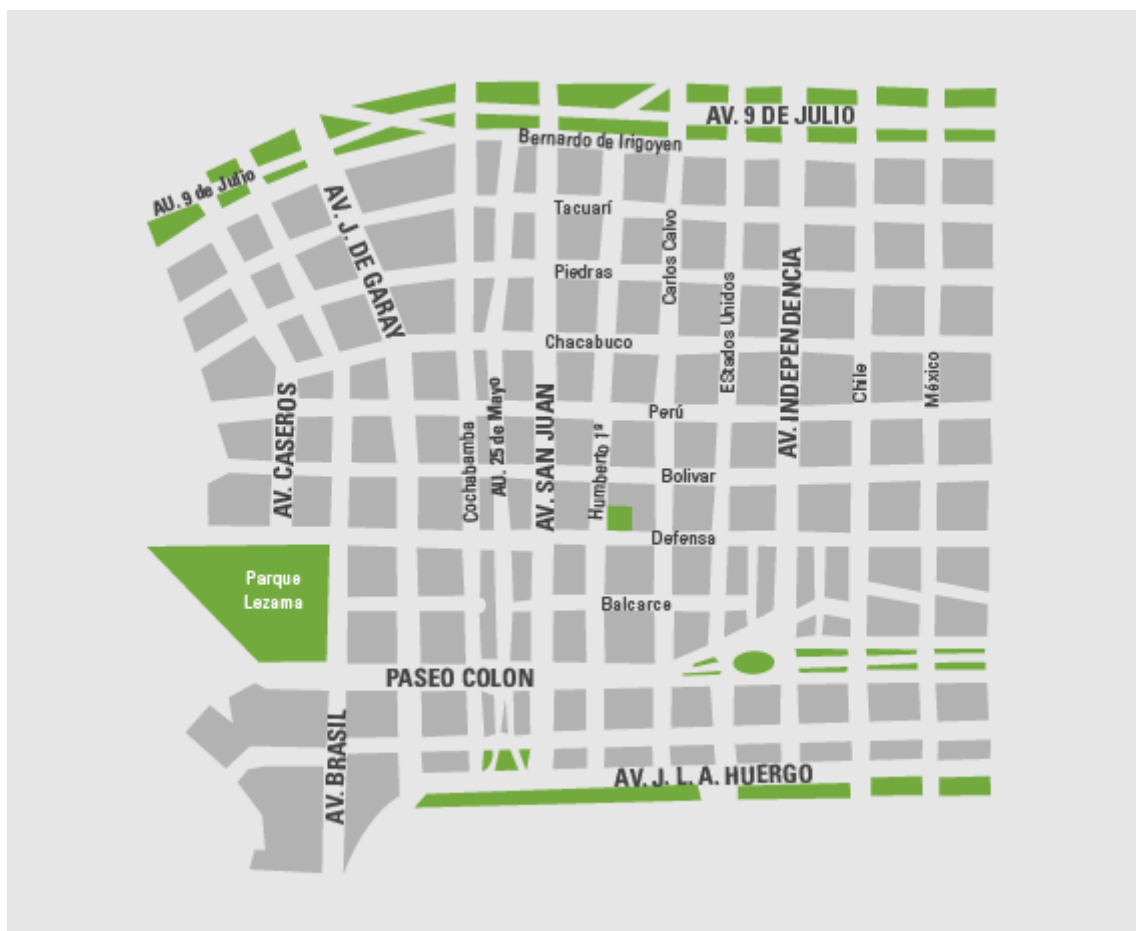 AV. 9 DE JULIO
Bernardo de Irigoyen
AU. 9 de Julio
Tacuarí
AV. J. DE GARAY
Carlos Calvo
Piedras
EStados Unidos
AV. INDEPENDENCIA
Chacabuco
Chile
México
AV. CASEROS
AU. 25 de Mayo
AV. SAN JUAN
Perú
Cochabamba
Humberto 1º
Bolivar
Defensa
Parque
Lezama
Balcarce
PASEO COLON
AV. BRASIL
AV. J. L. A. HUERGO